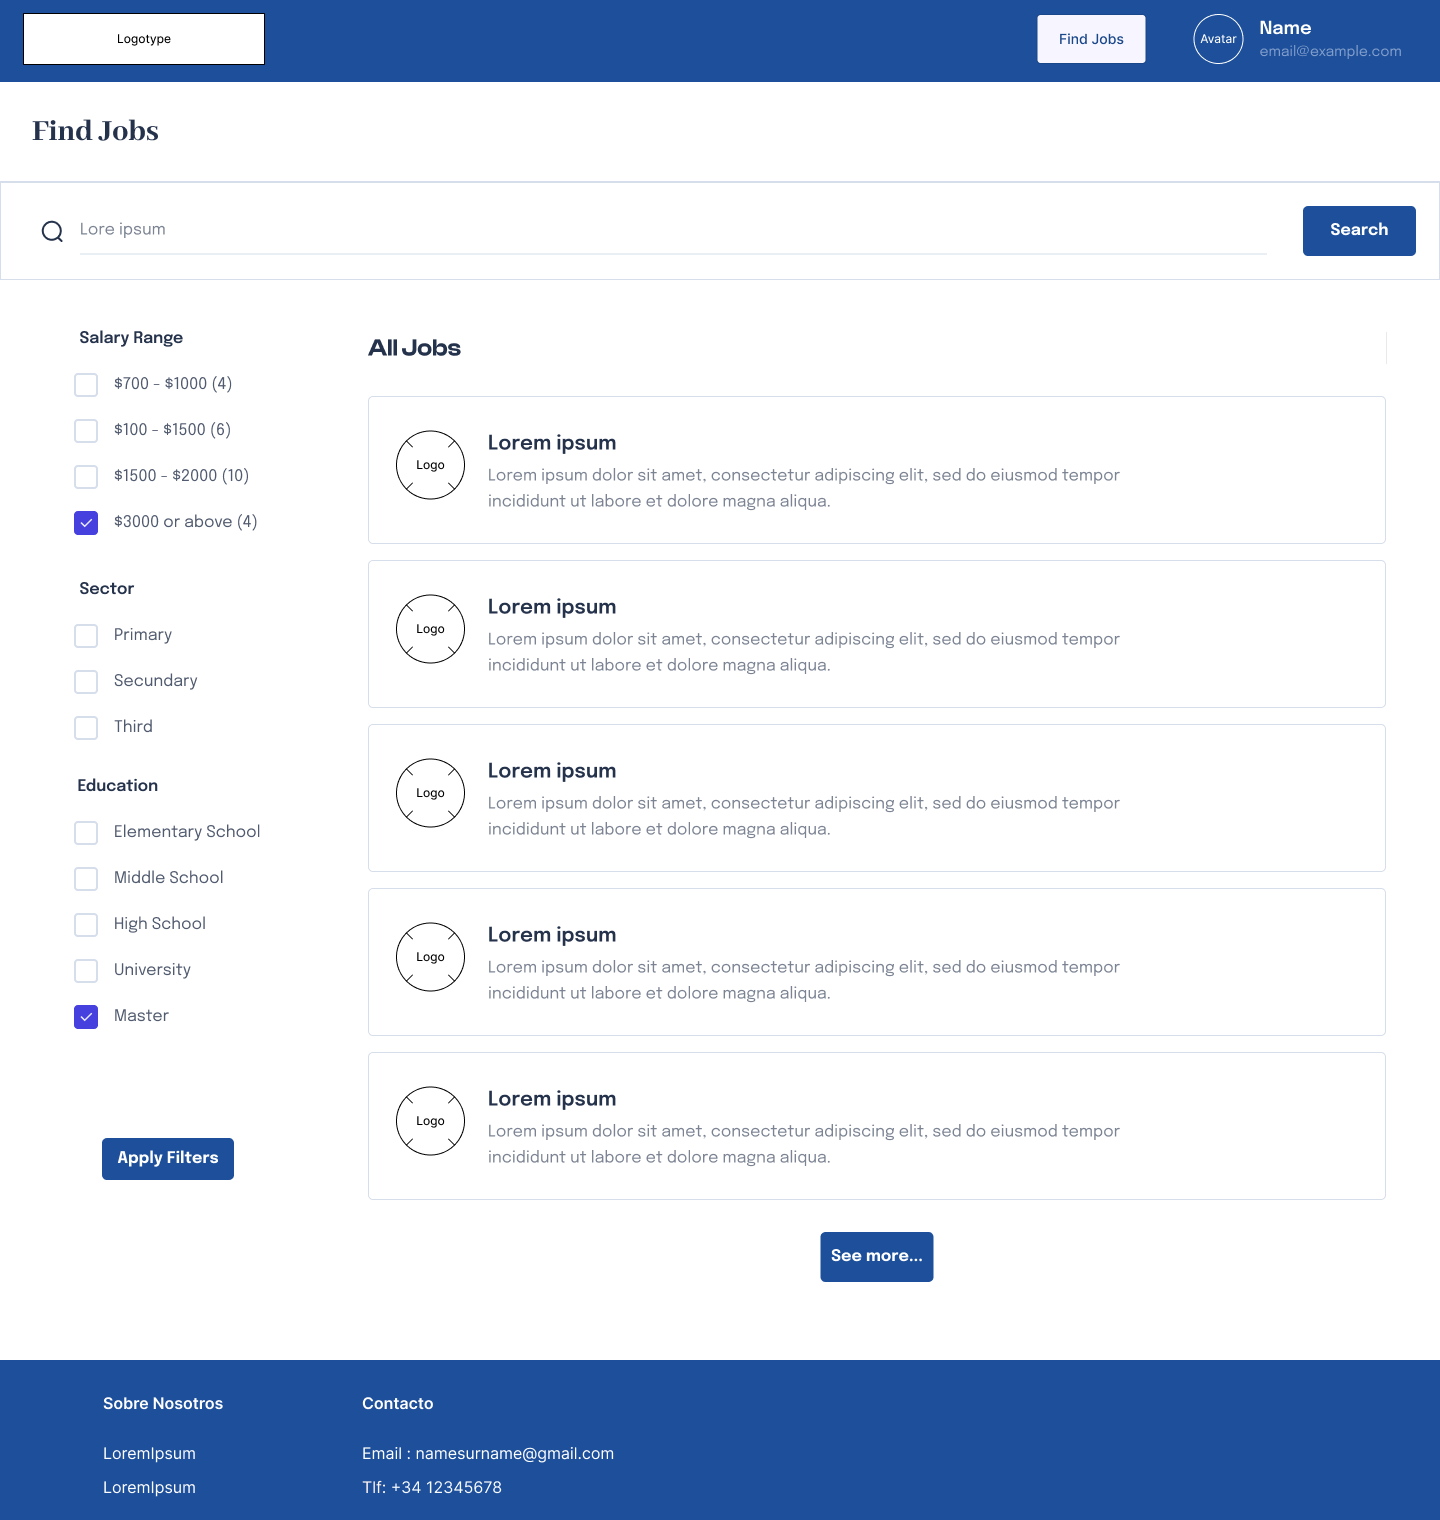 Logotype
Find Jobs
Avatar
Name
email@example.com
Find Jobs
Lore ipsum
Search
Salary Range
$700 - $1000 (4)
$100 - $1500 (6)
$1500 - $2000 (10)
$3000 or above (4)
Sector
Primary
Secundary
Third
Education
Elementary School
Middle School
High School
University
Master
Apply Filters
All Jobs
Logo
Lorem ipsum
Lorem ipsum dolor sit amet, consectetur adipiscing elit, sed do eiusmod tempor
incididunt ut labore et dolore magna aliqua.
Logo
Lorem ipsum
Lorem ipsum dolor sit amet, consectetur adipiscing elit, sed do eiusmod tempor
incididunt ut labore et dolore magna aliqua.
Logo
Lorem ipsum
Lorem ipsum dolor sit amet, consectetur adipiscing elit, sed do eiusmod tempor
incididunt ut labore et dolore magna aliqua.
Logo
Lorem ipsum
Lorem ipsum dolor sit amet, consectetur adipiscing elit, sed do eiusmod tempor
incididunt ut labore et dolore magna aliqua.
Logo
Lorem ipsum
Lorem ipsum dolor sit amet, consectetur adipiscing elit, sed do eiusmod tempor
incididunt ut labore et dolore magna aliqua.
See more...
Sobre Nosotros
LoremIpsum
LoremIpsum
Contacto
Email : namesurname@gmail.com
Tlf: +34 12345678